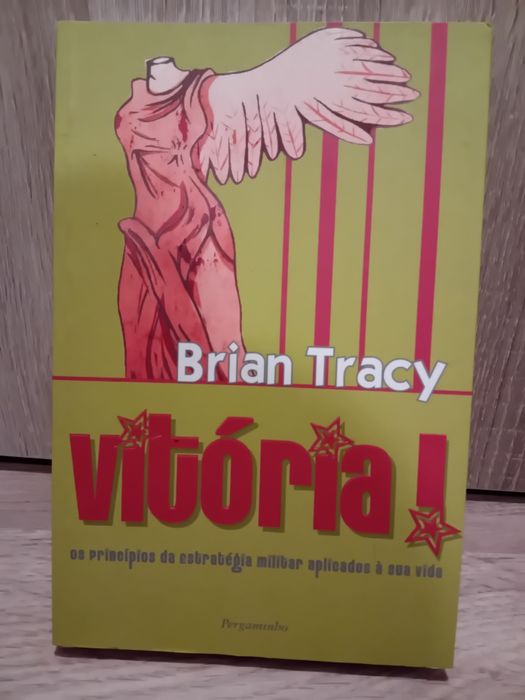 Brian Tracy
vitória!
os princípios da estratégia militar aplicados à sua vida
Pergaminho